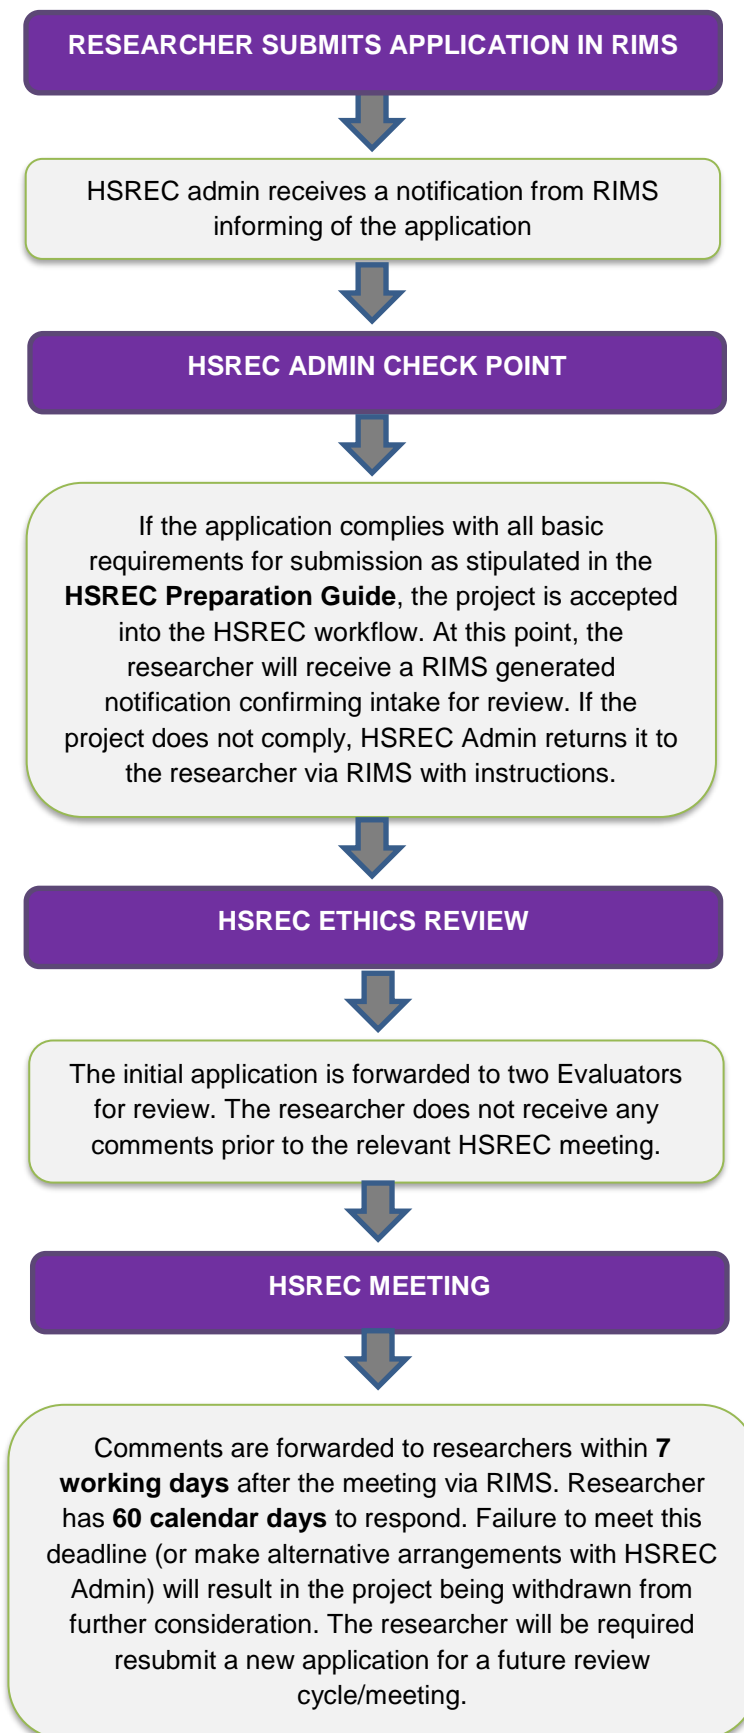 RESEARCHER SUBMITS APPLICATION IN RIMS
HSREC admin receives a notification from RIMS
informing of the application
HSREC ADMIN CHECK POINT
If the application complies with all basic
requirements for submission as stipulated in the
HSREC Preparation Guide, the project is accepted
into the HSREC workflow. At this point, the
researcher will receive a RIMS generated
notification confirming intake for review. If the
project does not comply, HSREC Admin returns it to
the researcher via RIMS with instructions.
HSREC ETHICS REVIEW
The initial application is forwarded to two Evaluators
for review. The researcher does not receive any
comments prior to the relevant HSREC meeting.
HSREC MEETING
Comments are forwarded to researchers within 7
working days after the meeting via RIMS. Researcher
has 60 calendar days to respond. Failure to meet this
deadline (or make alternative arrangements with HSREC
Admin) will result in the project being withdrawn from
further consideration. The researcher will be required
resubmit a new application for a future review
cycle/meeting.